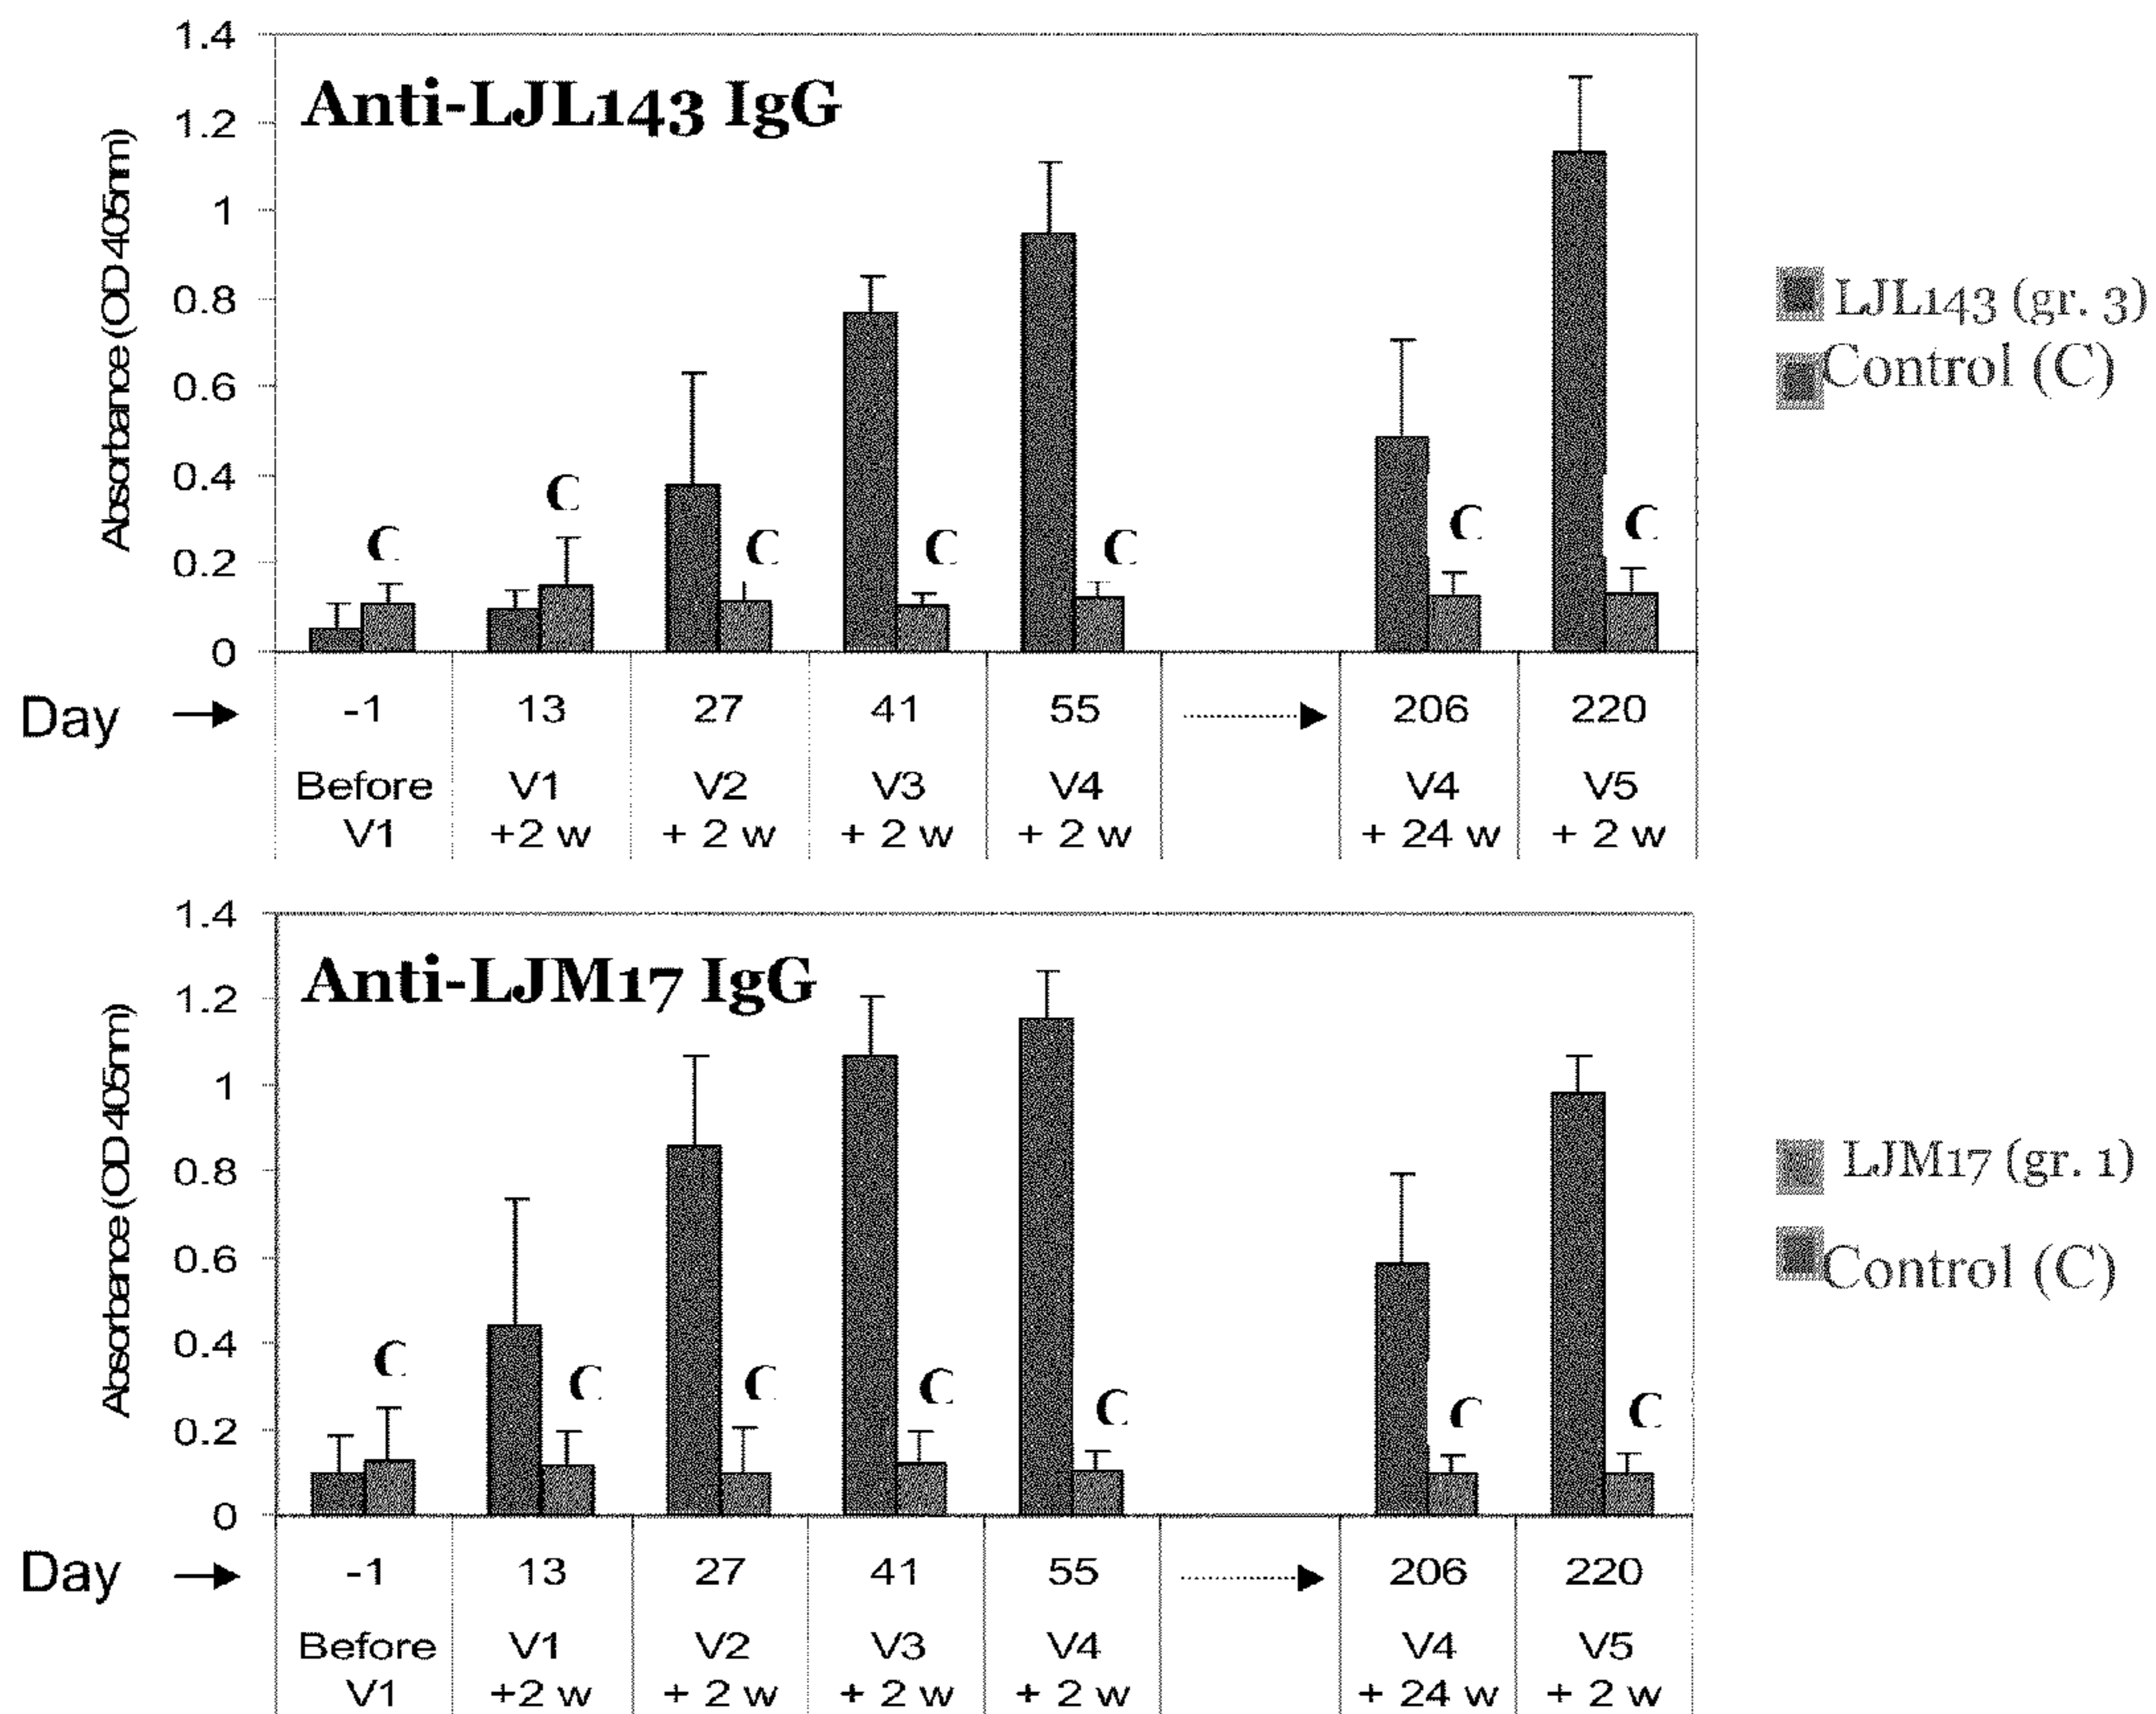 Anti-LJL143 IgG
Absorbance (OD 405nm)
1.4
1.2
1
0.8
0.6
0.4
0.2
0
C C C C C C C
LJL143 (gr. 3)
Control (C)
Day -1 13 27 41 55 206 220
Before V1 V2 V3 V4 V4 V5
V1 +2 w + 2 w + 2 w + 2 w + 24 w + 2 w
Anti-LJM17 IgG
Absorbance (OD 405nm)
1.4
1.2
1
0.8
0.6
0.4
0.2
0
C C C C C C C
LJM17 (gr. 1)
Control (C)
Day -1 13 27 41 55 206 220
Before V1 V2 V3 V4 V4 V5
V1 +2 w + 2 w + 2 w + 2 w + 24 w + 2 w